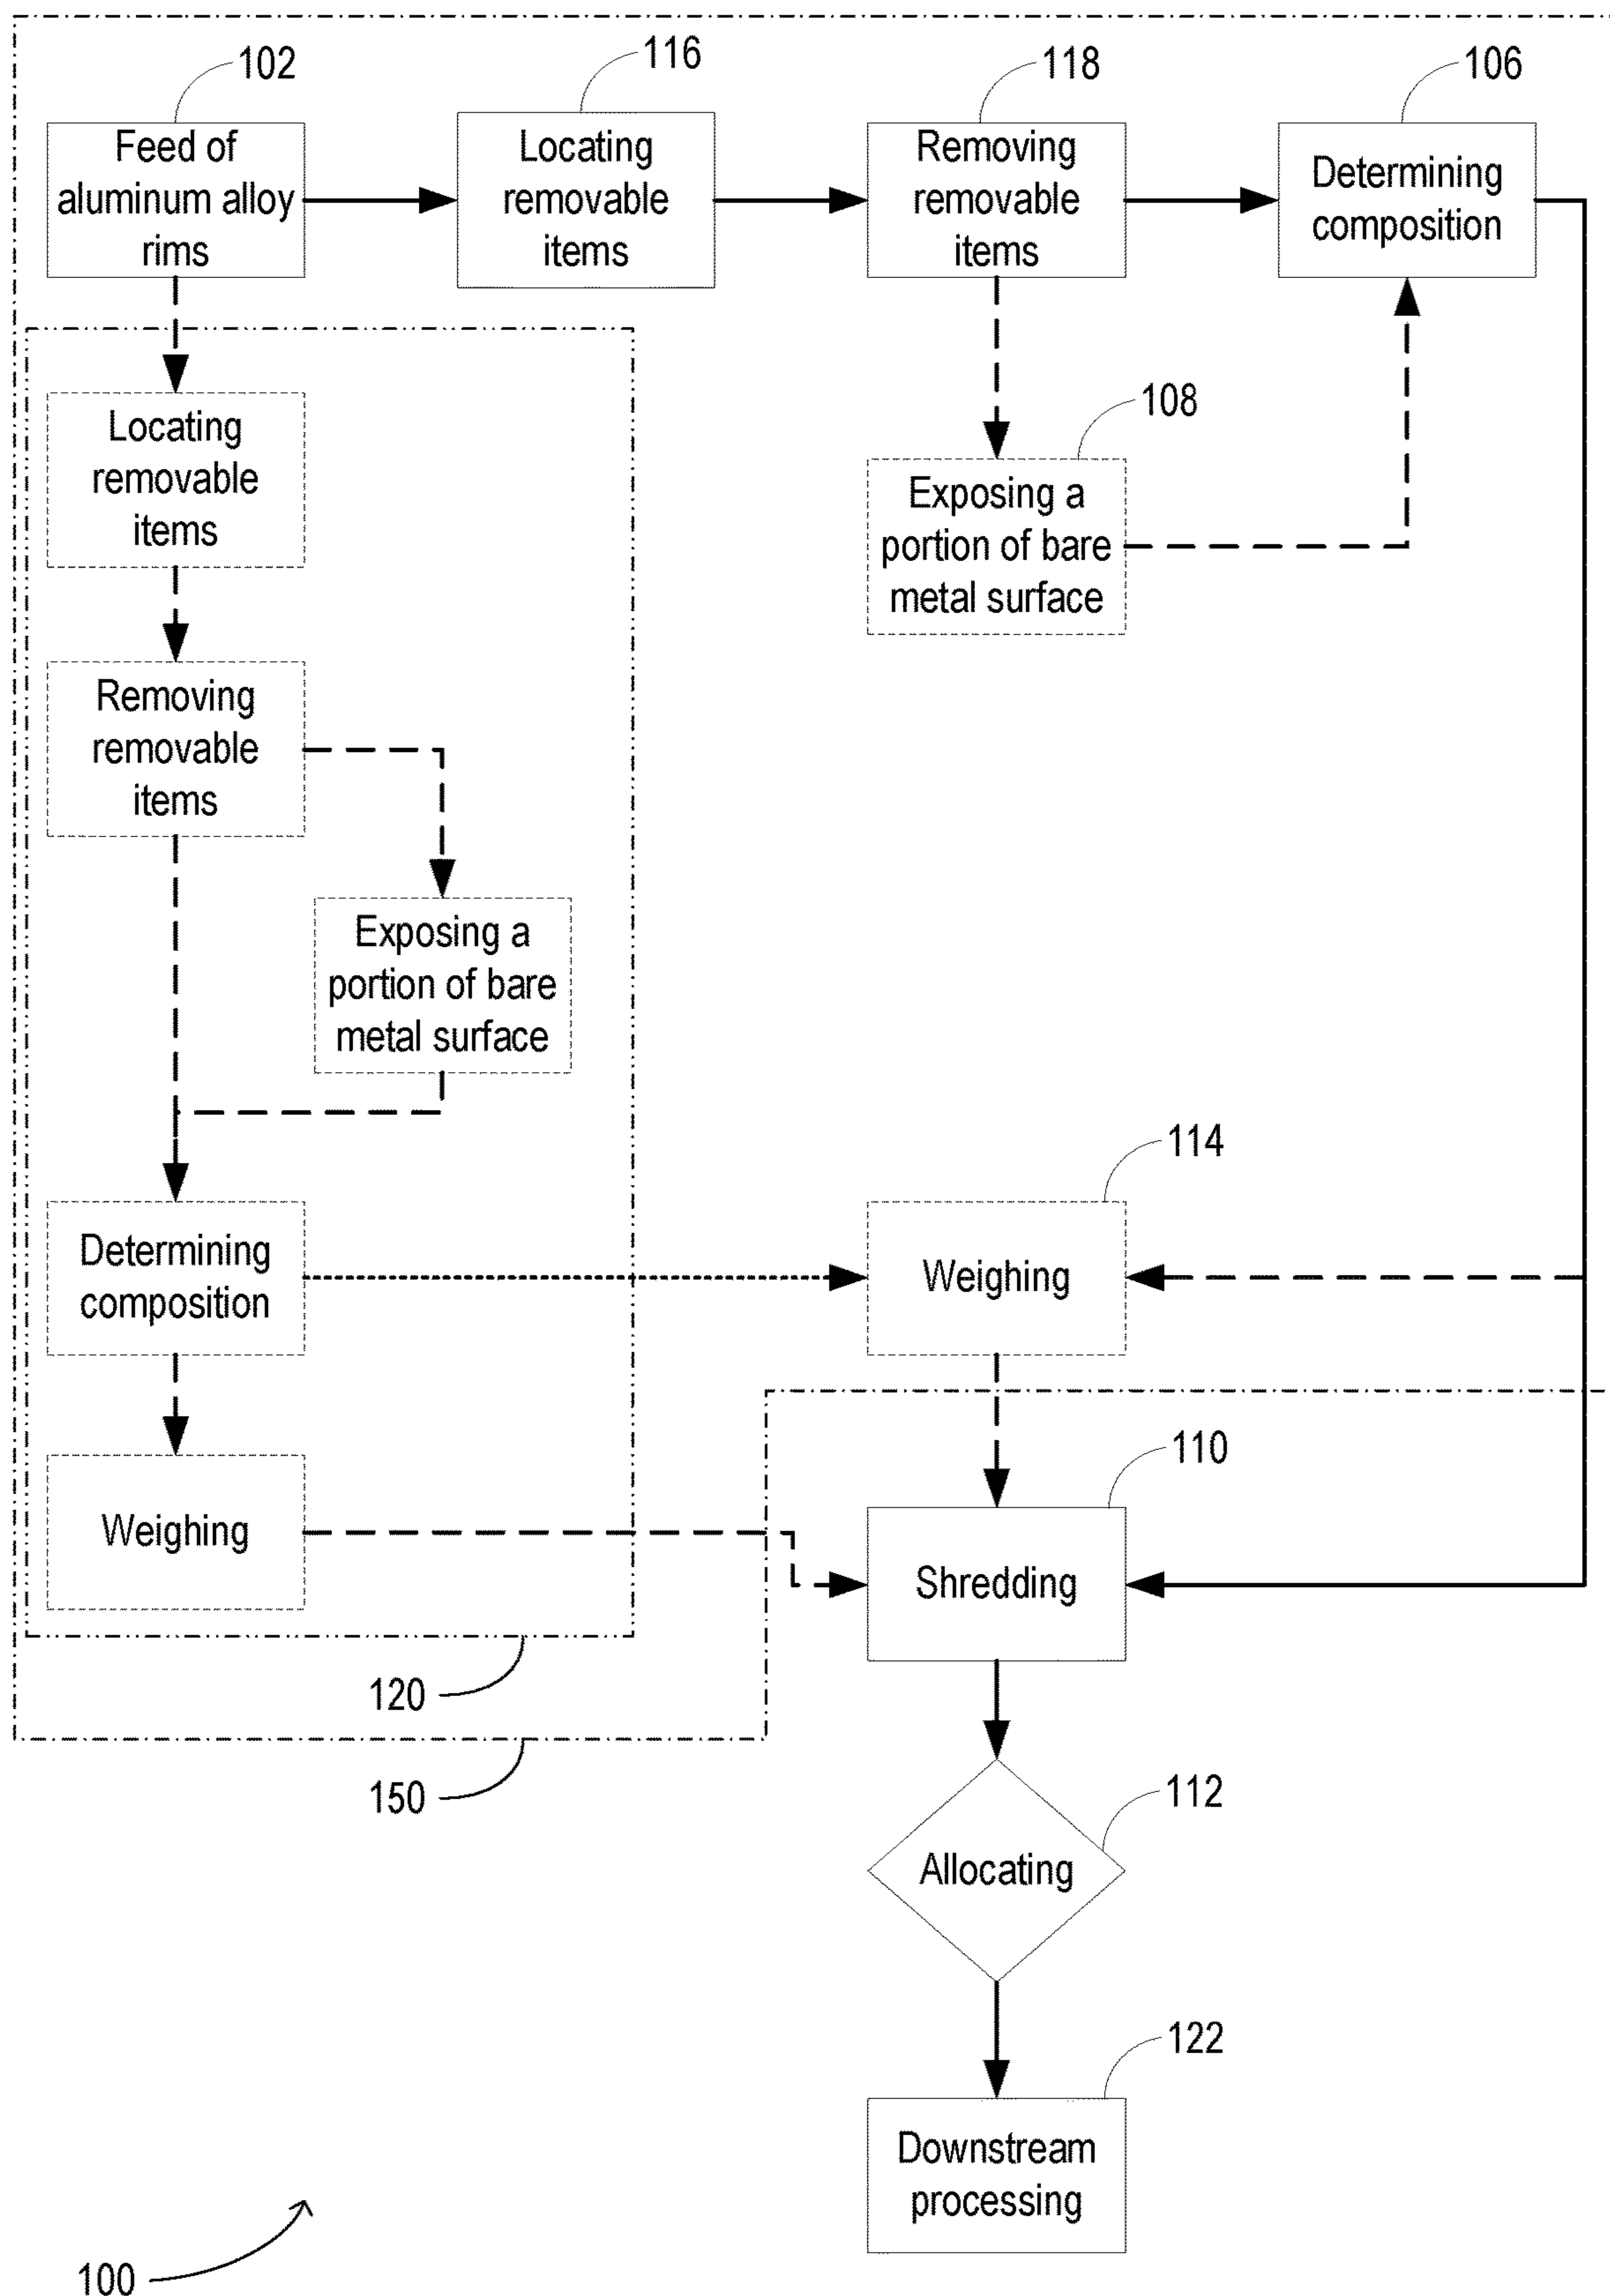 102
116
118
106
Feed of
aluminum alloy
rims
Locating
removable
items
Removing
removable
items
Determining
composition
108
Locating
removable
items
Exposing a
portion of bare
metal surface
Removing
removable
items
Exposing a
portion of bare
metal surface
114
Determining
composition
Weighing
110
Weighing
Shredding
120
150
112
Allocating
122
Downstream
processing
100